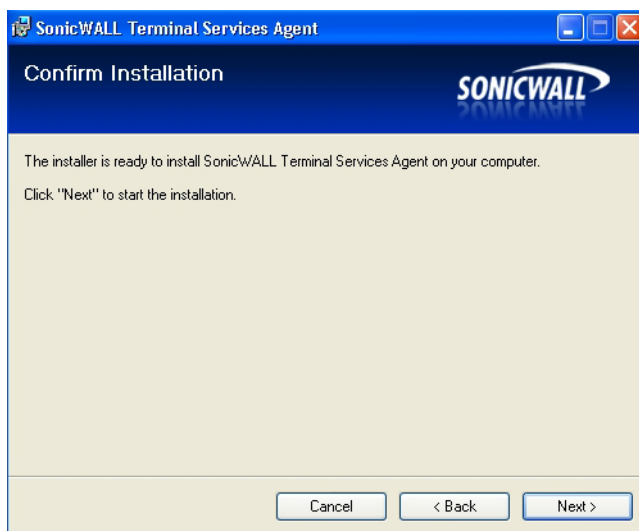 SonicWALL Terminal Services Agent
Confirm Installation
SONICWALL
The installer is ready to install SonicWALL Terminal Services Agent on your computer.
Click "Next" to start the installation.
Cancel
< Back
Next >